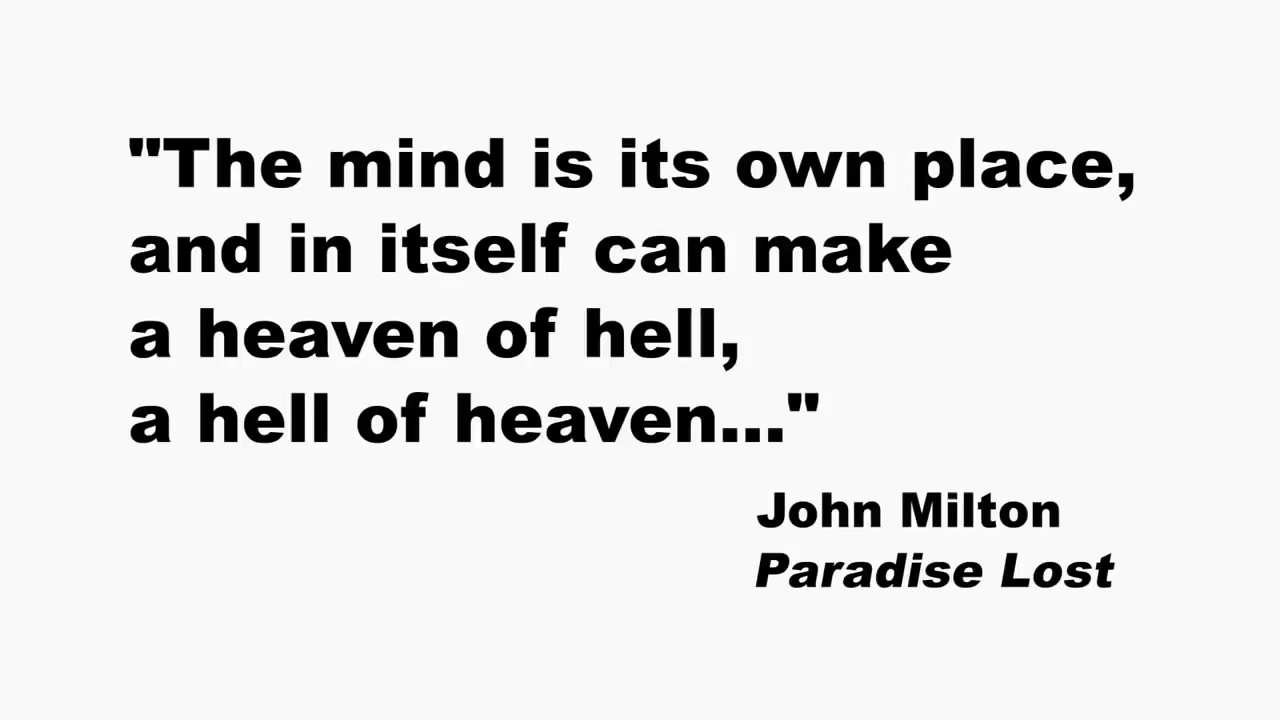 "The mind is its own place,
and in itself can make
a heaven of hell,
a hell of heaven..."
John Milton
Paradise Lost